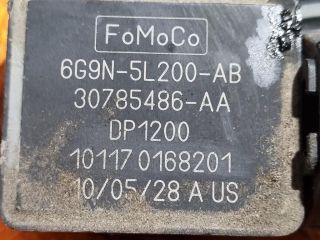 FoMoCo
6G9N-5L200-AB
30785486-AA
DP1200
10117 0168201
10/05/28 A US